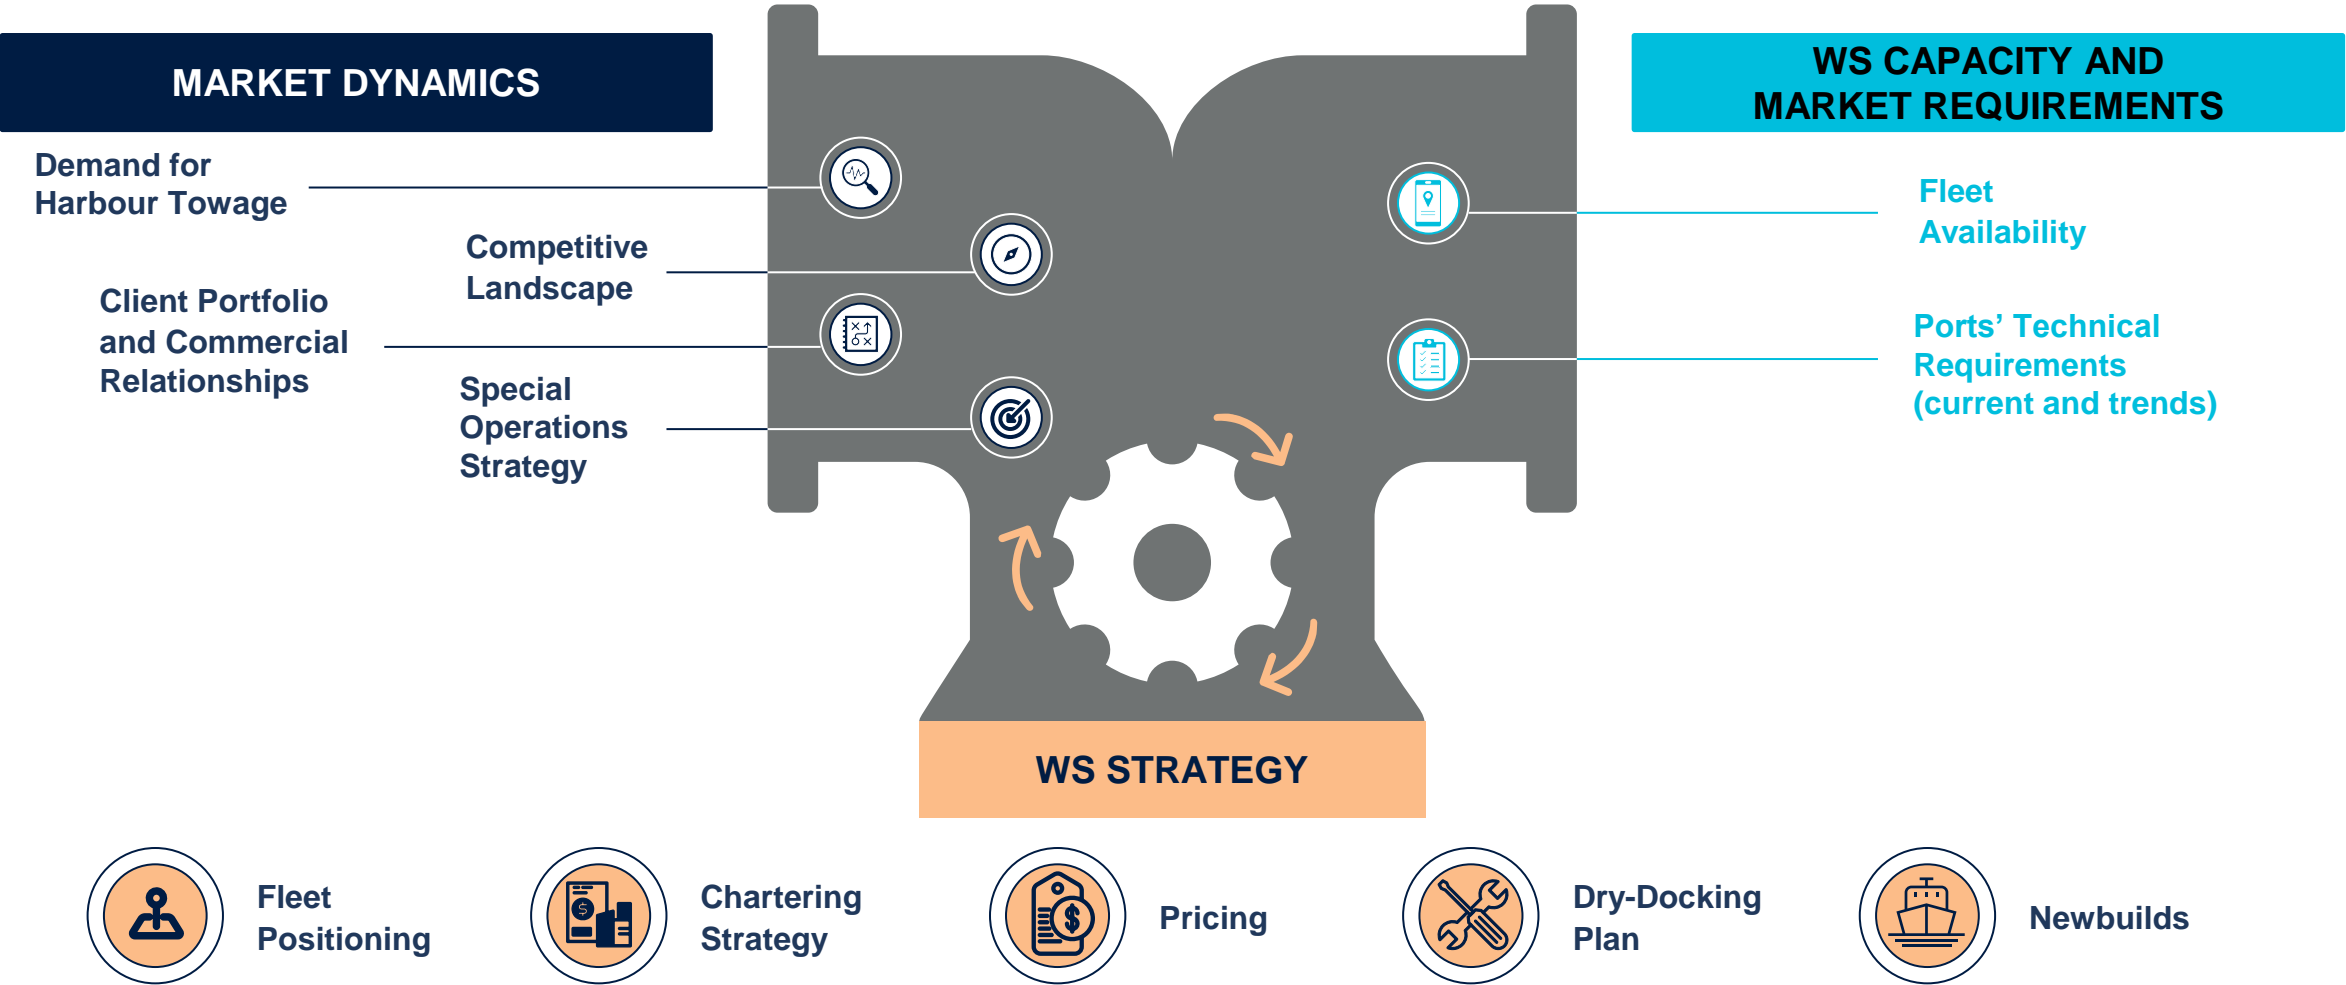 MARKET DYNAMICS
Demand for
Harbour Towage
Competitive
Landscape
Client Portfolio
and Commercial
Relationships
Special
Operations
Strategy
WS CAPACITY AND
MARKET REQUIREMENTS
Fleet
Availability
Ports’ Technical
Requirements
(current and trends)
WS STRATEGY
Fleet
Positioning
Chartering
Strategy
Pricing
Dry-Docking
Plan
Newbuilds